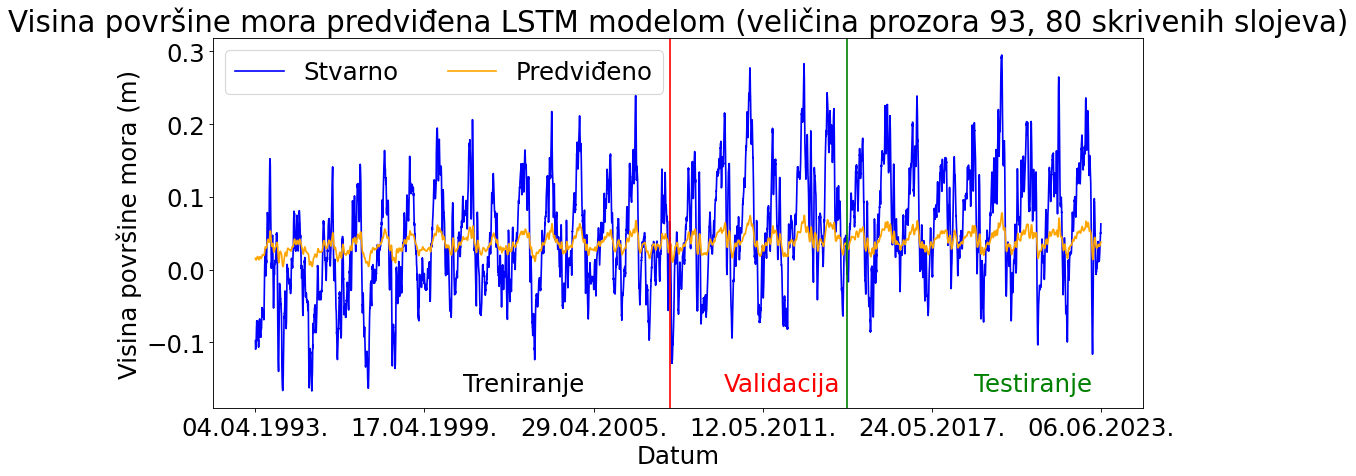 Visina površine mora predviđena LSTM modelom (veličina prozora 93, 80 skrivenih slojeva)
Stvarno
Predviđeno
Visina površine mora (m)
0.3
0.2
0.1
0.0
−0.1
Treniranje
Validacija
Testiranje
04.04.1993.
17.04.1999.
29.04.2005.
12.05.2011.
24.05.2017.
06.06.2023.
Datum